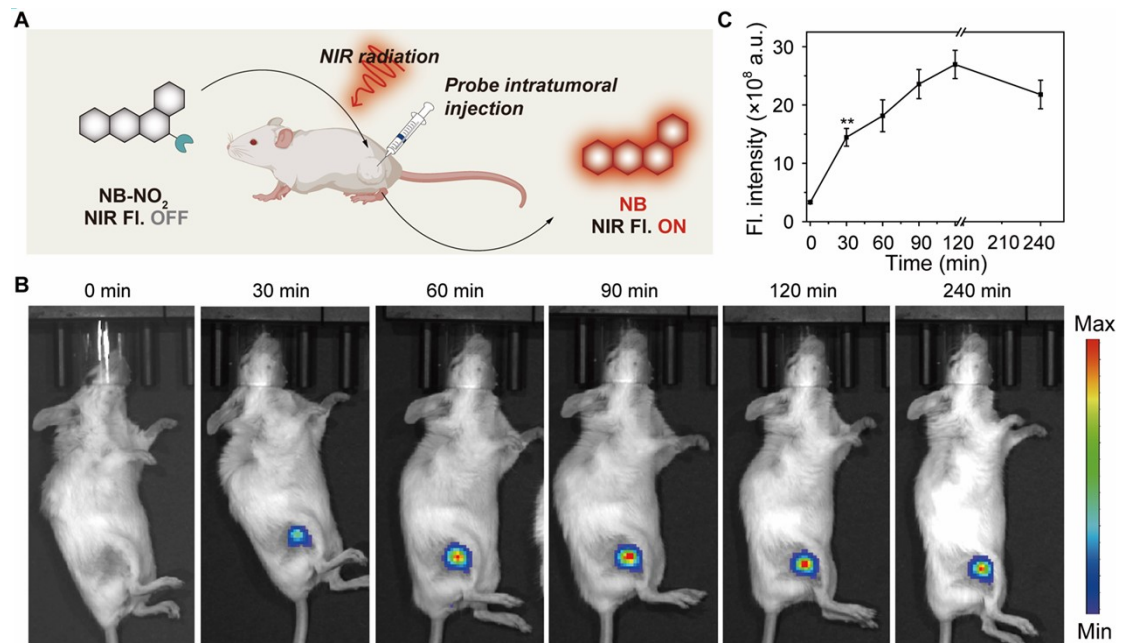 A
NIR radiation
Probe intratumoral
injection
NB-NO₂
NIR Fl. OFF
NB
NIR Fl. ON
C
Fl. intensity (×10⁸ a.u.)
30
20
10
0
**
0 30 60 90 120 210 240
Time (min)
B
0 min 30 min 60 min 90 min 120 min 240 min
Max
Min